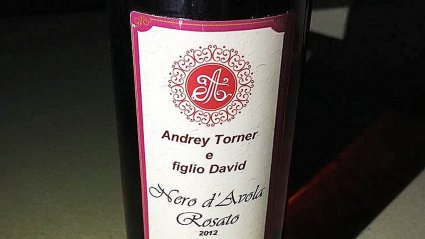 Andrey Torner
e
figlio David
Nero d'Avola
Rosato
2012